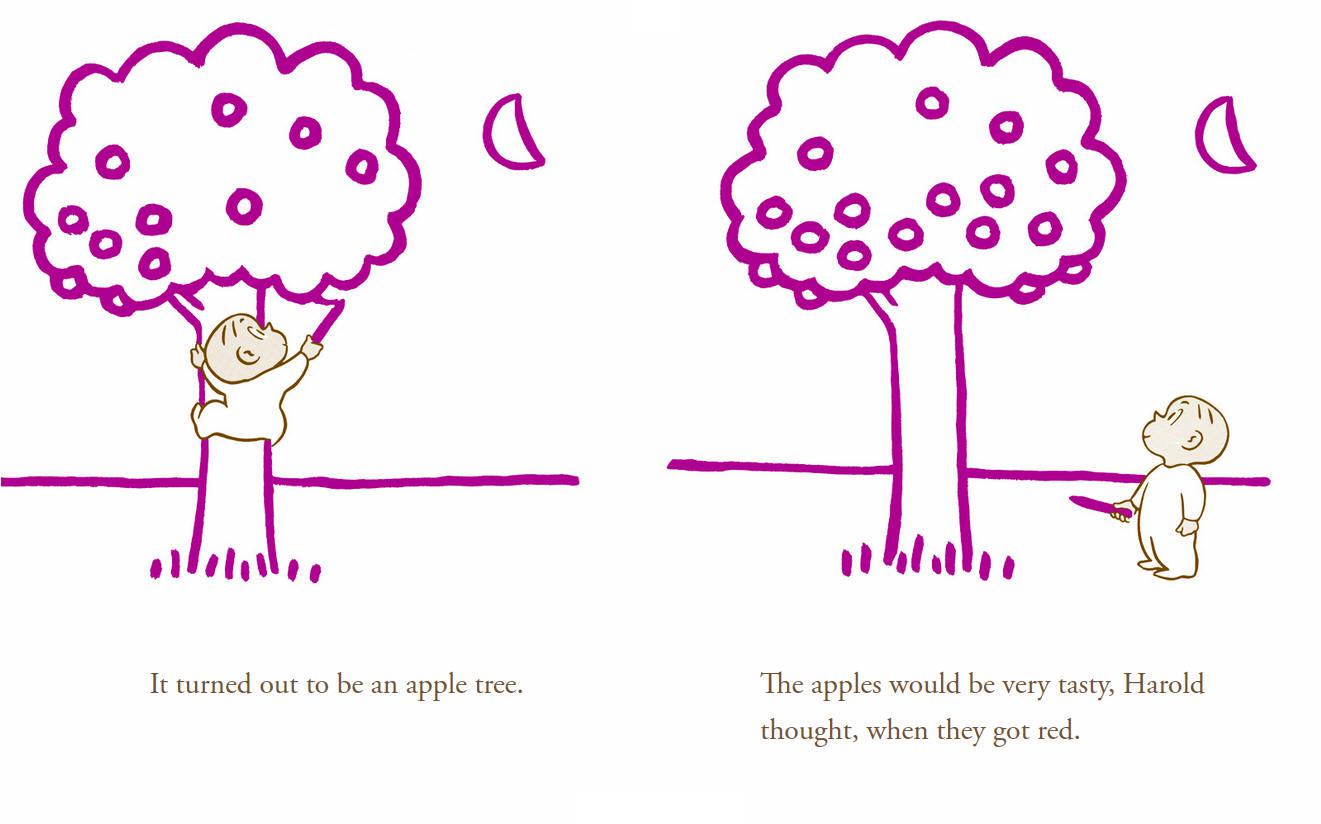 It turned out to be an apple tree.
The apples would be very tasty, Harold
thought, when they got red.